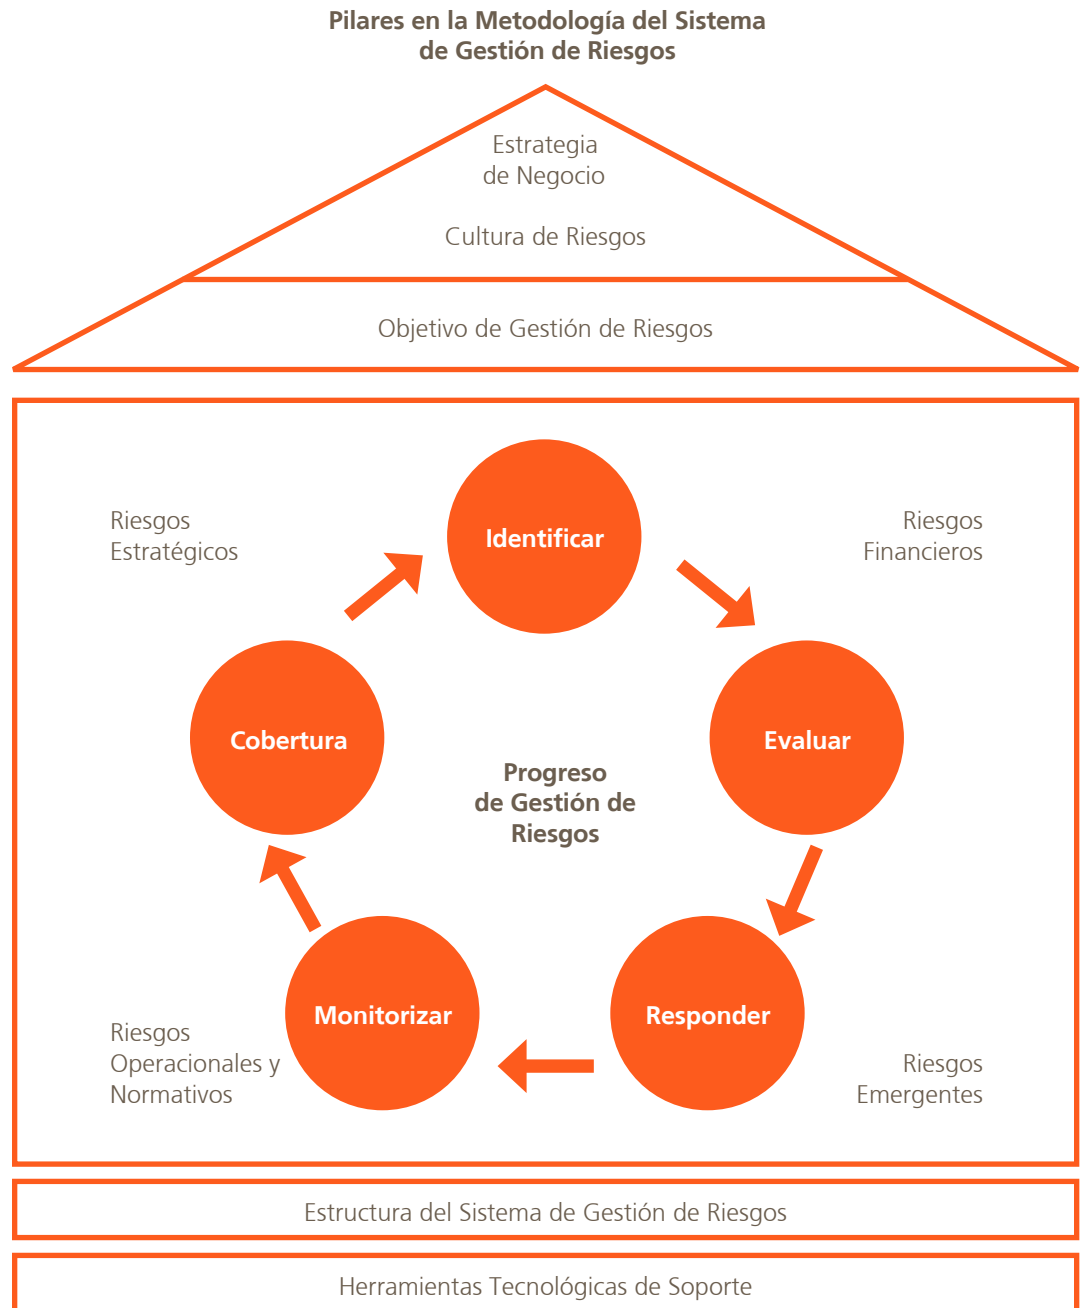 Pilares en la Metodología del Sistema
de Gestión de Riesgos
Estrategia
de Negocio
Cultura de Riesgos
Objetivo de Gestión de Riesgos
Identificar
Riesgos
Estratégicos
Riesgos
Financieros
Cobertura
Evaluar
Progreso
de Gestión de
Riesgos
Monitorizar
Responder
Riesgos
Operacionales y
Normativos
Riesgos
Emergentes
Estructura del Sistema de Gestión de Riesgos
Herramientas Tecnológicas de Soporte